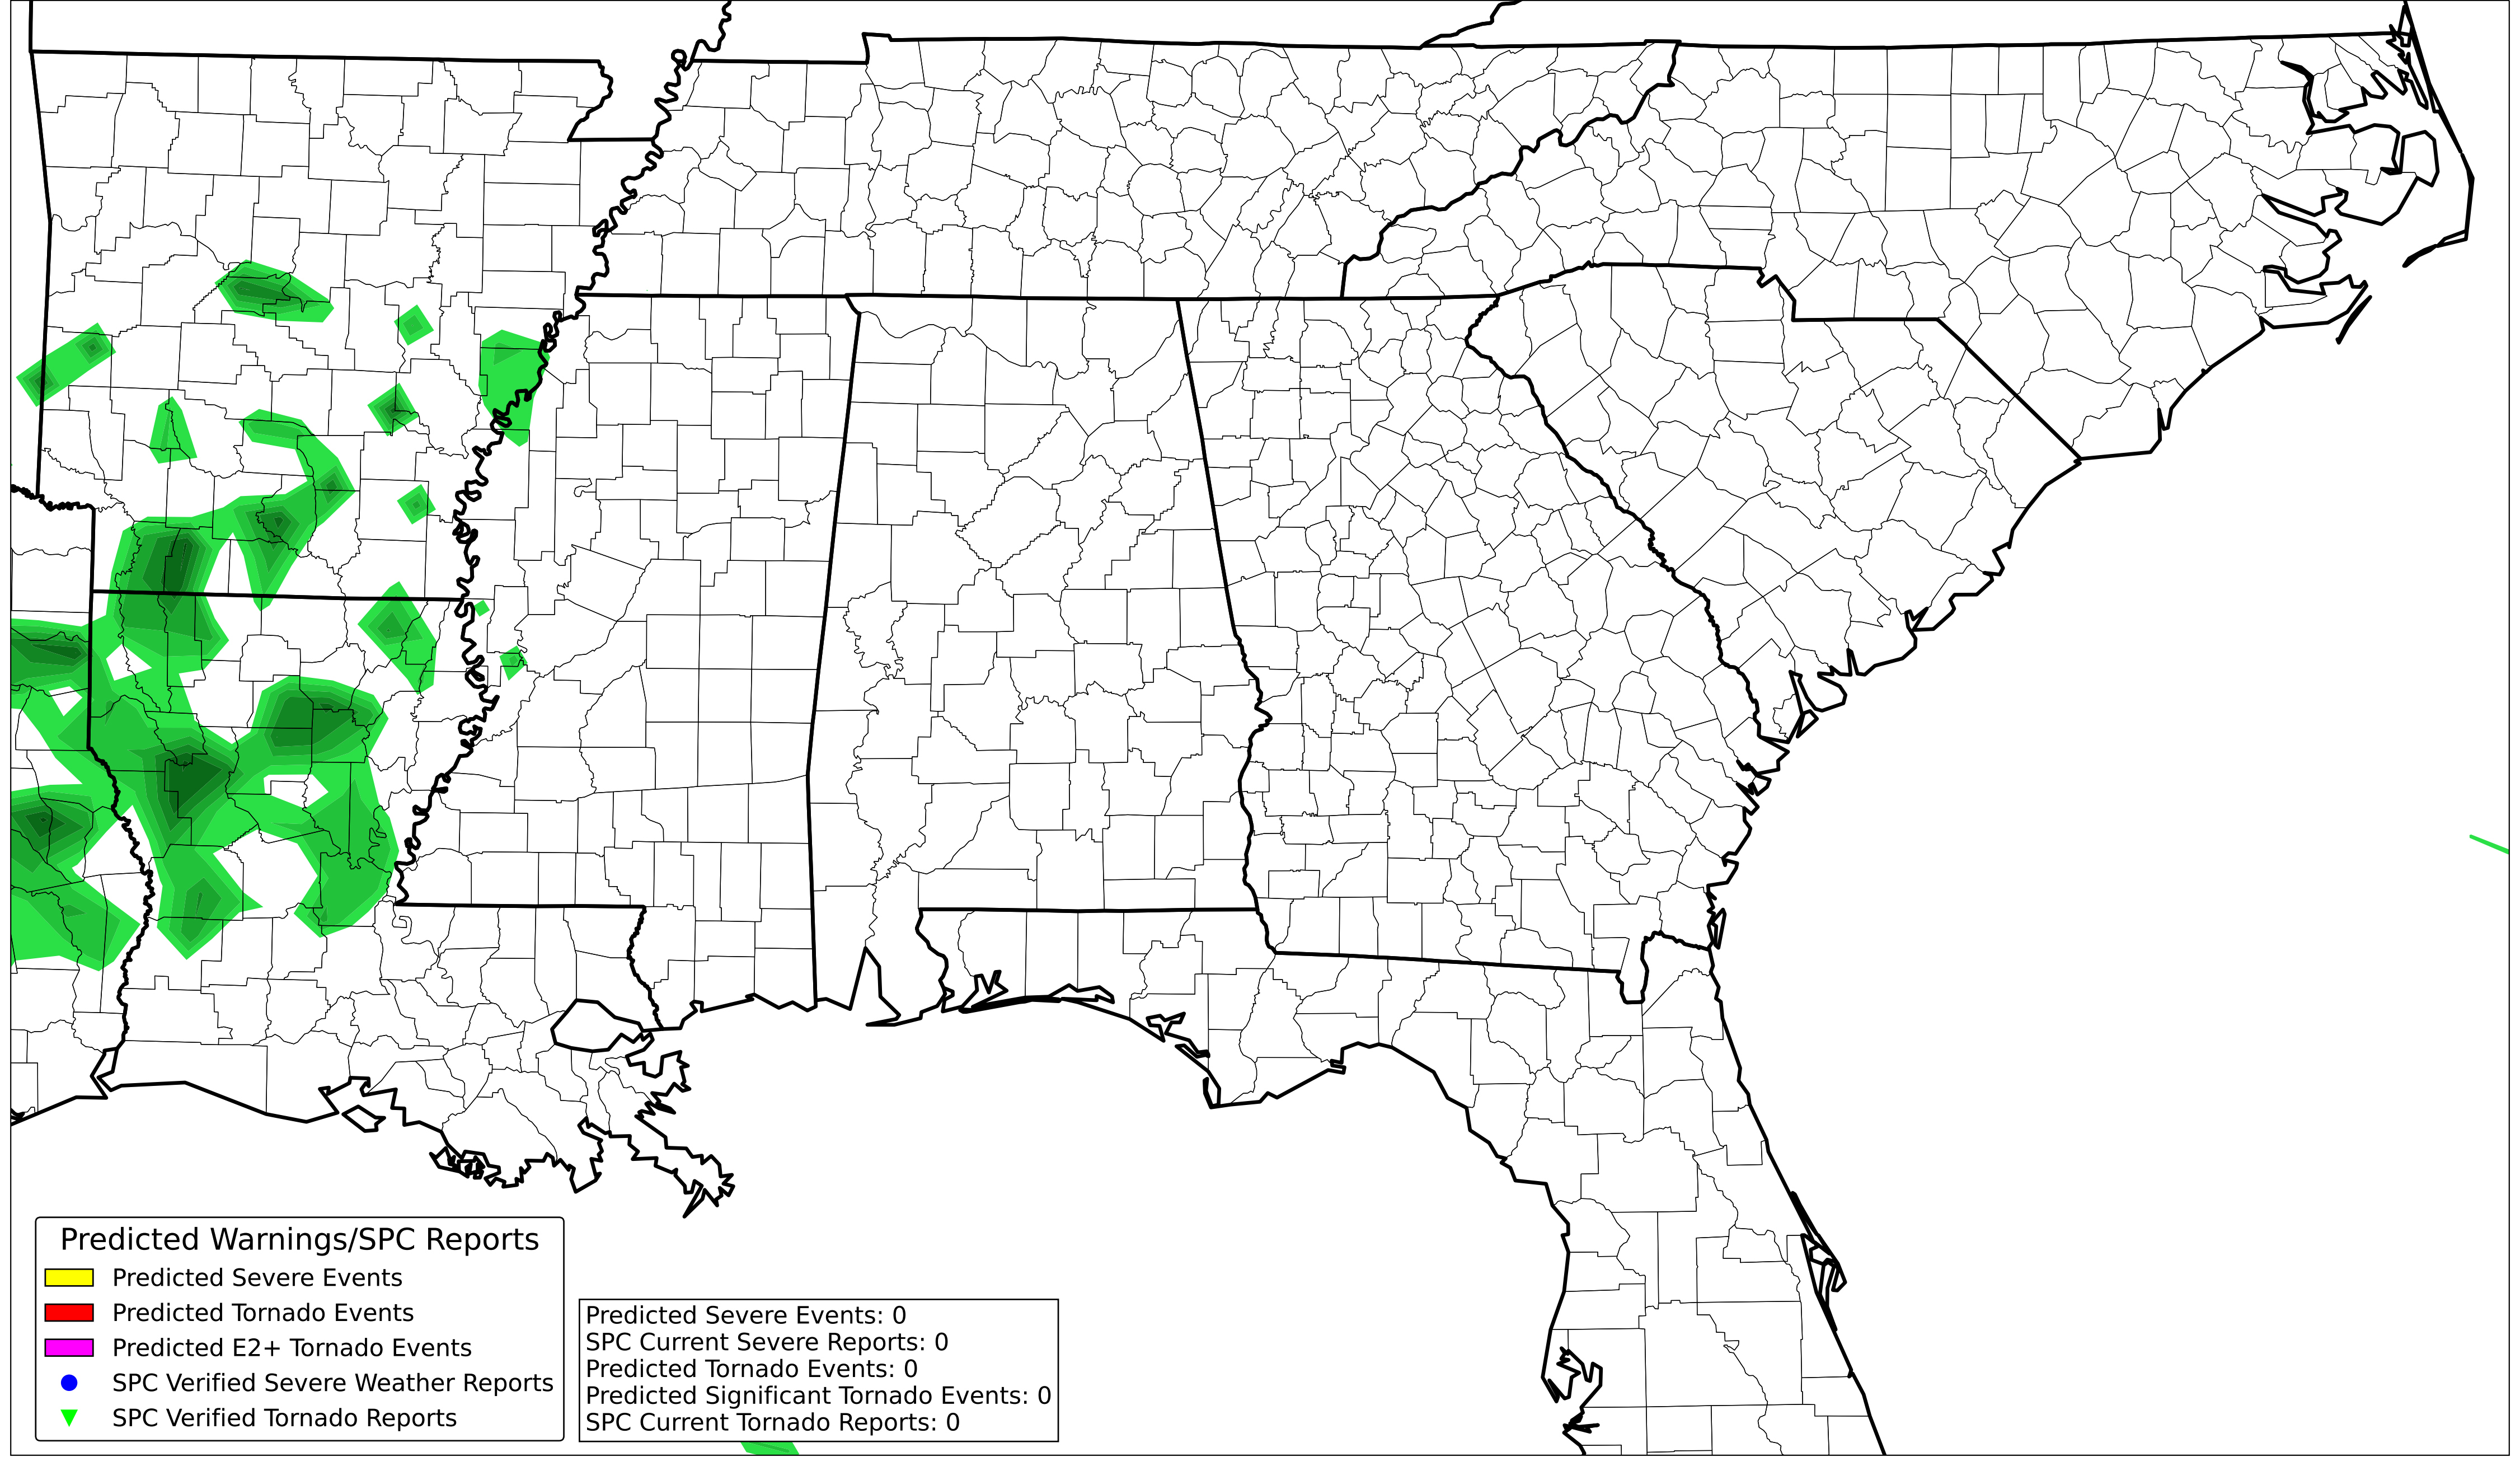 Predicted Warnings/SPC Reports
Predicted Severe Events
Predicted Tornado Events
Predicted E2+ Tornado Events
SPC Verified Severe Weather Reports
SPC Verified Tornado Reports
Predicted Severe Events: 0
SPC Current Severe Reports: 0
Predicted Tornado Events: 0
Predicted Significant Tornado Events: 0
SPC Current Tornado Reports: 0